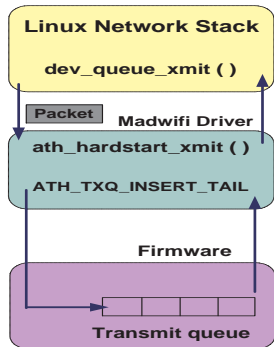 Linux Network Stack
dev_queue_xmit ( )
Packet
Madwifi Driver
ath_hardstart_xmit ( )
ATH_TXQ_INSERT_TAIL
Firmware
Transmit queue